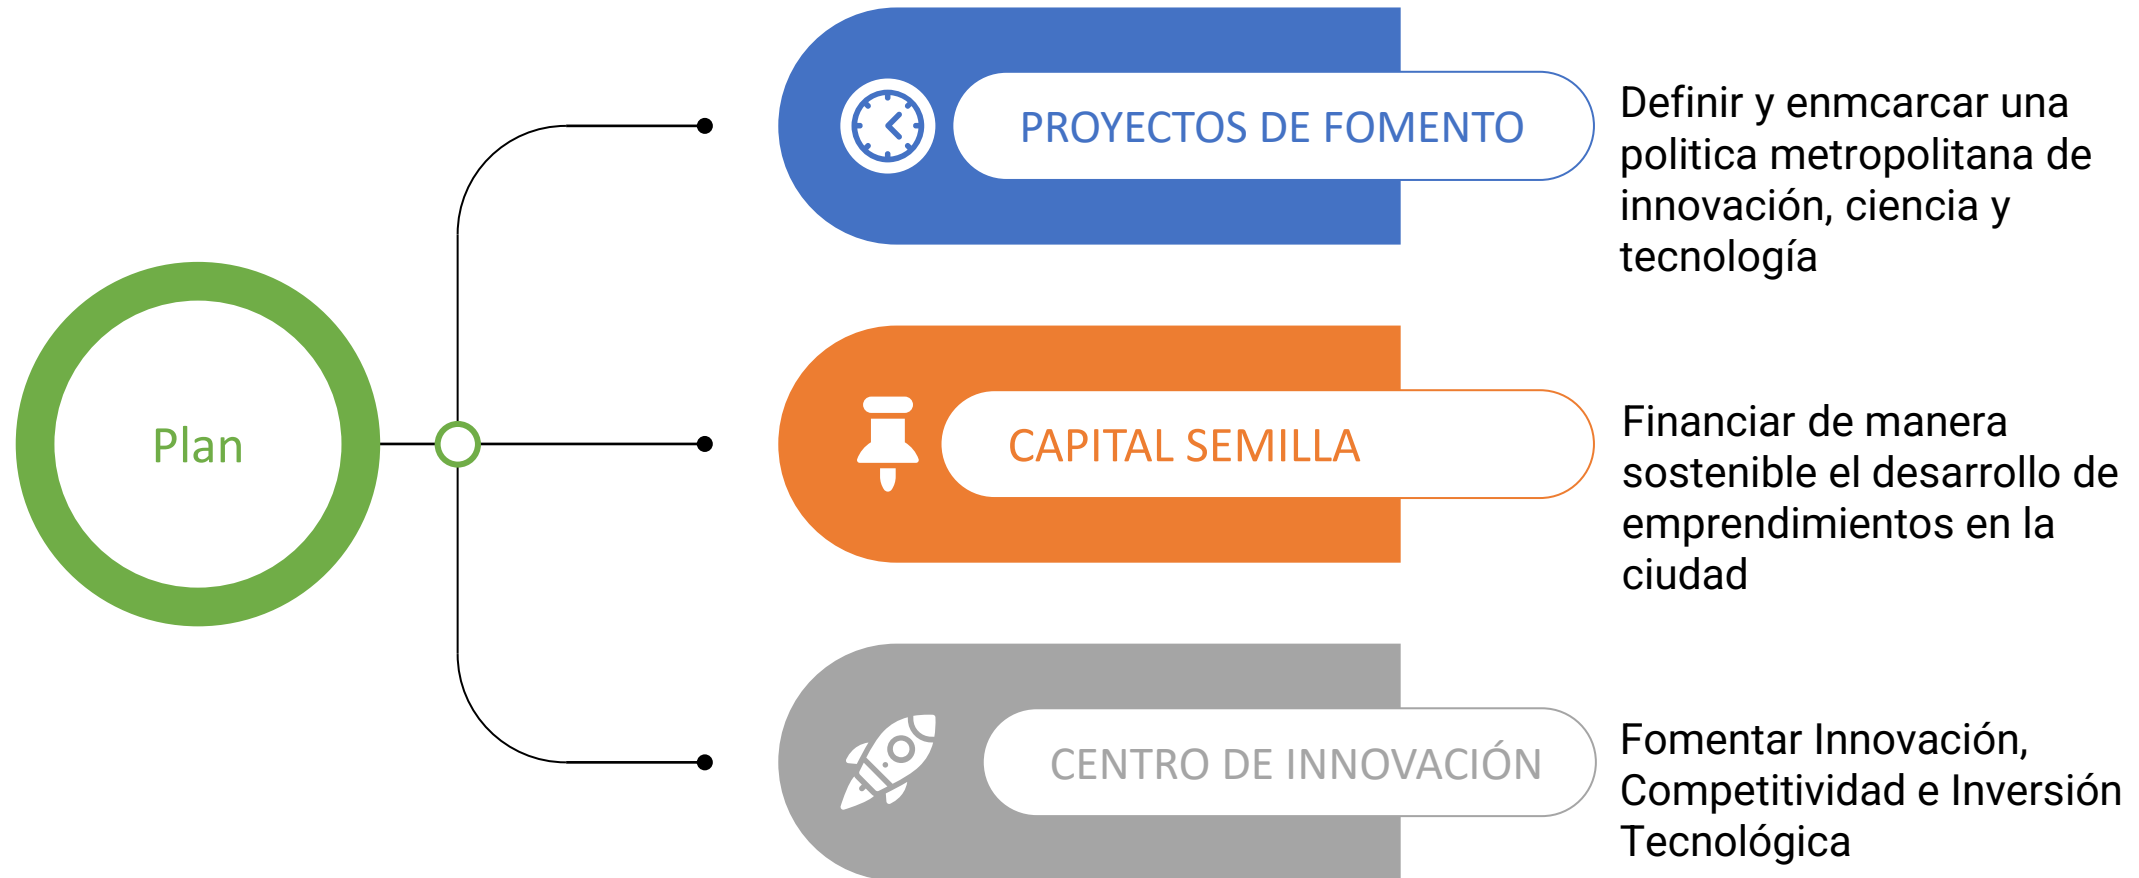 Plan
PROYECTOS DE FOMENTO
Definir y enmcarcar una
politica metropolitana de
innovación, ciencia y
tecnología
CAPITAL SEMILLA
Financiar de manera
sostenible el desarrollo de
emprendimientos en la
ciudad
CENTRO DE INNOVACIÓN
Fomentar Innovación,
Competitividad e Inversión
Tecnológica